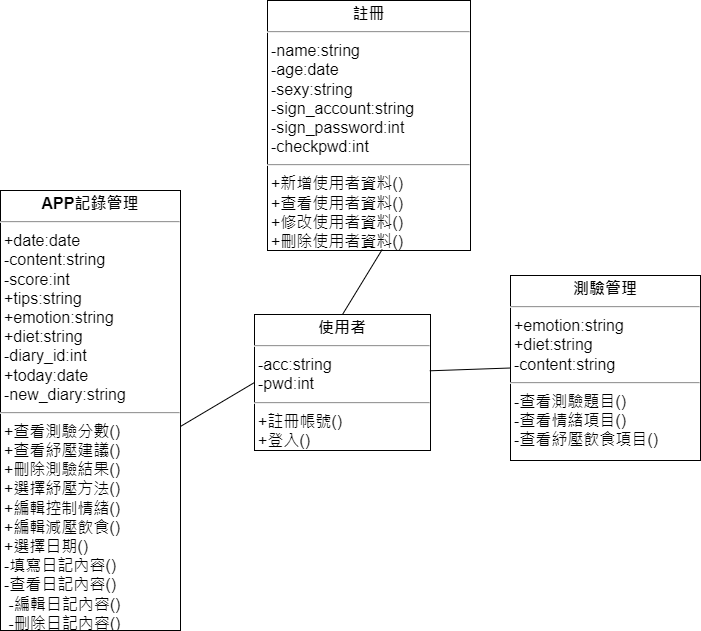 註冊
-name:string
-age:date
-sexy:string
-sign_account:string
-sign_password:int
-checkpwd:int
+新增使用者資料()
+查看使用者資料()
+修改使用者資料()
+刪除使用者資料()
APP記錄管理
+date:date
-content:string
-score:int
+tips:string
+emotion:string
+diet:string
-diary_id:int
+today:date
-new_diary:string
+查看測驗分數()
+查看紓壓建議()
+刪除測驗結果()
+選擇紓壓方法()
+編輯控制情緒()
+編輯減壓飲食()
+選擇日期()
-填寫日記內容()
-查看日記內容()
-編輯日記內容()
-刪除日記內容()
使用者
-acc:string
-pwd:int
+註冊帳號()
+登入()
測驗管理
+emotion:string
+diet:string
-content:string
-查看測驗題目()
-查看情緒項目()
-查看紓壓飲食項目()